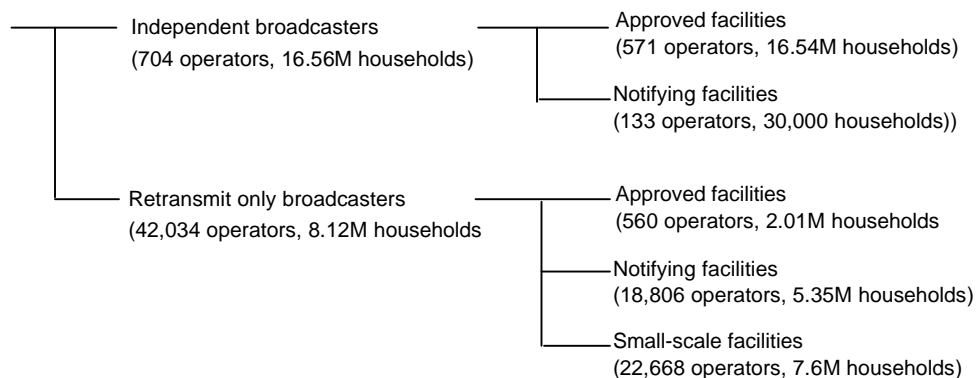 Independent broadcasters
(704 operators, 16.56M households)
Approved facilities
(571 operators, 16.54M households)
Notifying facilities
(133 operators, 30,000 households))
Retransmit only broadcasters
(42,034 operators, 8.12M households
Approved facilities
(560 operators, 2.01M households
Notifying facilities
(18,806 operators, 5.35M households)
Small-scale facilities
(22,668 operators, 7.6M households)